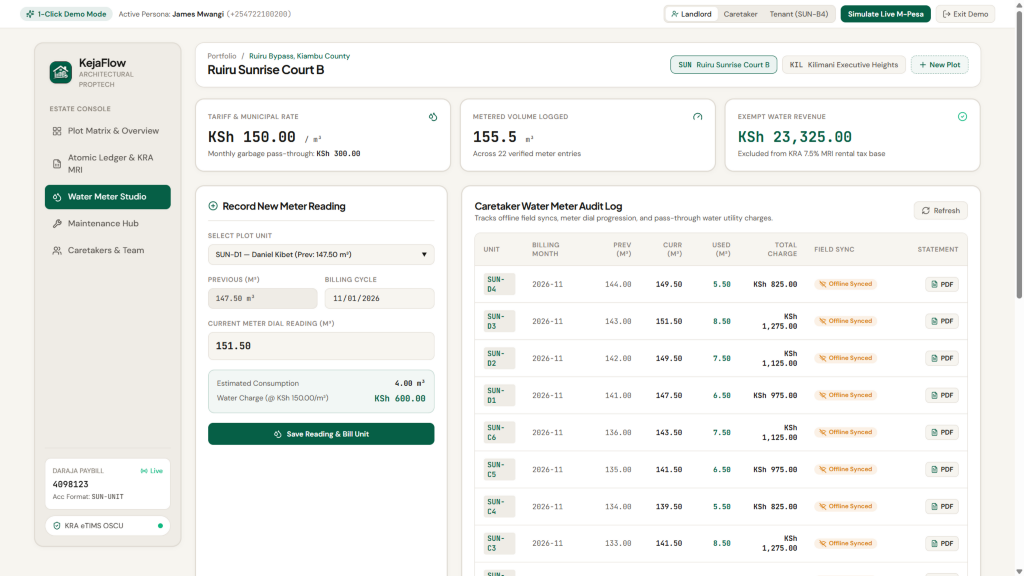 1-Click Demo Mode
Active Persona: James Mwangi (+254722100200)
Landlord
Caretaker
Tenant (SUN-B4)
Simulate Live M-Pesa
Exit Demo
KejaFlow
ARCHITECTURAL
PROPTECH
ESTATE CONSOLE
Plot Matrix & Overview
Atomic Ledger & KRA
MRI
Water Meter Studio
Maintenance Hub
Caretakers & Team
DARAJA PAYBILL
Live
4098123
Acc Format: SUN-UNIT
KRA eTIMS OSCU
Portfolio / Ruiru Bypass, Kiambu County
Ruiru Sunrise Court B
SUN Ruiru Sunrise Court B
KIL Kilimani Executive Heights
+ New Plot
TARIFF & MUNICIPAL RATE
KSh 150.00 / m³
Monthly garbage pass-through: KSh 300.00
METERED VOLUME LOGGED
155.5 m³
Across 22 verified meter entries
EXEMPT WATER REVENUE
KSh 23,325.00
Excluded from KRA 7.5% MRI rental tax base
Record New Meter Reading
SELECT PLOT UNIT
SUN-D1 — Daniel Kibet (Prev: 147.50 m³)
PREVIOUS (M³)
BILLING CYCLE
147.50 m³
11/01/2026
CURRENT METER DIAL READING (M³)
151.50
Estimated Consumption 4.00 m³
Water Charge (@ KSh 150.00/m³) KSh 600.00
Save Reading & Bill Unit
Caretaker Water Meter Audit Log
Tracks offline field syncs, meter dial progression, and pass-through water utility charges.
Refresh
UNIT BILLING MONTH PREV (M³) CURR (M³) USED (M³) TOTAL CHARGE FIELD SYNC STATEMENT
SUN-D4 2026-11 144.00 149.50 5.50 KSh 825.00 Offline Synced PDF
SUN-D3 2026-11 143.00 151.50 8.50 KSh 1,275.00 Offline Synced PDF
SUN-D2 2026-11 142.00 149.50 7.50 KSh 1,125.00 Offline Synced PDF
SUN-D1 2026-11 141.00 147.50 6.50 KSh 975.00 Offline Synced PDF
SUN-C6 2026-11 136.00 143.50 7.50 KSh 1,125.00 Offline Synced PDF
SUN-C5 2026-11 135.00 141.50 6.50 KSh 975.00 Offline Synced PDF
SUN-C4 2026-11 134.00 139.50 5.50 KSh 825.00 Offline Synced PDF
SUN-C3 2026-11 133.00 141.50 8.50 KSh 1,275.00 Offline Synced PDF